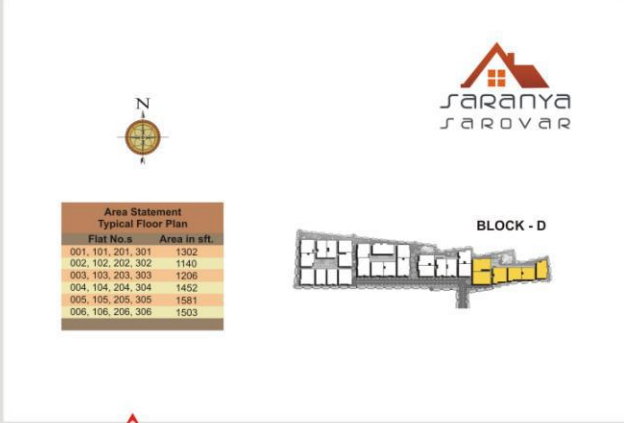 SARANYA
SAROVAR
N
Area Statement
Typical Floor Plan
Flat No.s Area in sft.
001, 101, 201, 301 1302
002, 102, 202, 302 1140
003, 103, 203, 303 1206
004, 104, 204, 304 1452
005, 105, 205, 305 1581
006, 106, 206, 306 1503
BLOCK - D